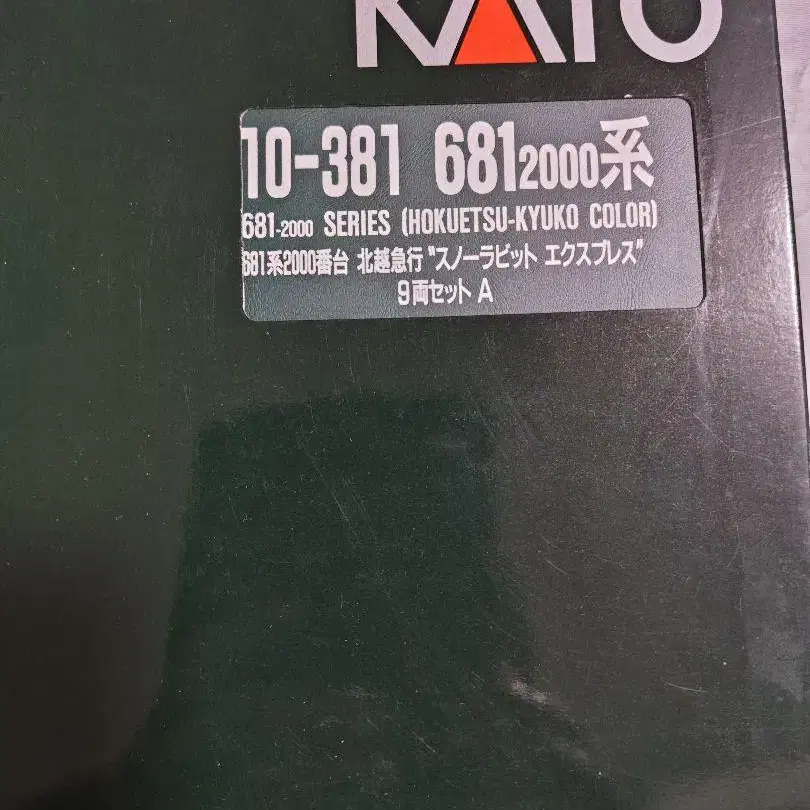 KATO
10-381 6812000系
681-2000 SERIES (HOKUETSU-KYUKO COLOR)
681系2000番台 北越急行 "スノーラビット エクスプレス"
9両セット A